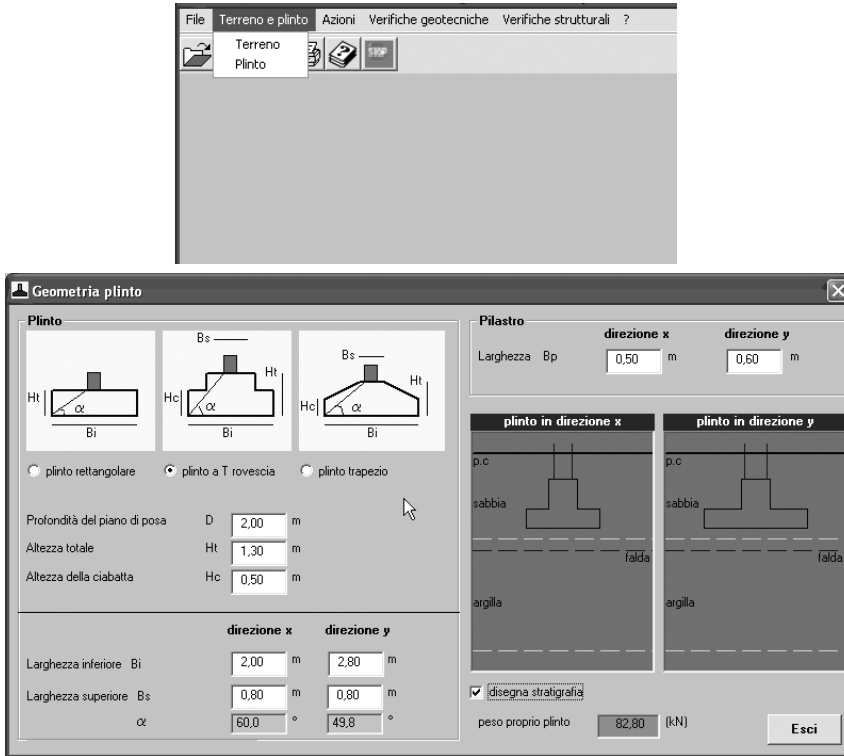 File Terreno e plinto Azioni Verifiche geotecniche Verifiche strutturali ?
Terreno
Plinto
STOP
Geometria plinto
Plinto
Ht
α
Bi
Bs
Ht
Hc
α
Bi
Bs
Ht
Hc
α
Bi
plinto rettangolare
plinto a T rovescia
plinto trapezio
Profondità del piano di posa D 2,00 m
Altezza totale Ht 1,30 m
Altezza della ciabatta Hc 0,50 m
direzione x direzione y
Larghezza inferiore Bi 2,00 m 2,80 m
Larghezza superiore Bs 0,80 m 0,80 m
α 60,0 ° 49,8 °
Pilastro
direzione x direzione y
Larghezza Bp 0,50 m 0,60 m
plinto in direzione x
p.c
sabbia
falda
argilla
plinto in direzione y
p.c
sabbia
falda
argilla
disegna stratigrafia
peso proprio plinto 82,80 (kN)
Esci